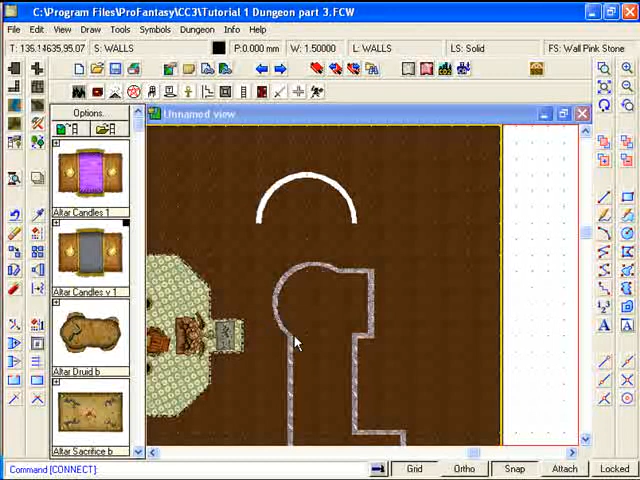 C:\Program Files\ProFantasy\CC3\Tutorial 1 Dungeon part 3.FCW
File Edit View Draw Tools Symbols Dungeon Info Help
T: 135.14635,95.07 S: WALLS P:0.000 mm W: 1.50000 L: WALLS LS: Solid FS: Wall Pink Stone
Options.
Unnamed view
Altar Candles 1
Altar Candles v 1
Altar Druid b
Altar Sacrifice b
Command [CONNECT]:
Grid Ortho Snap Attach Locked